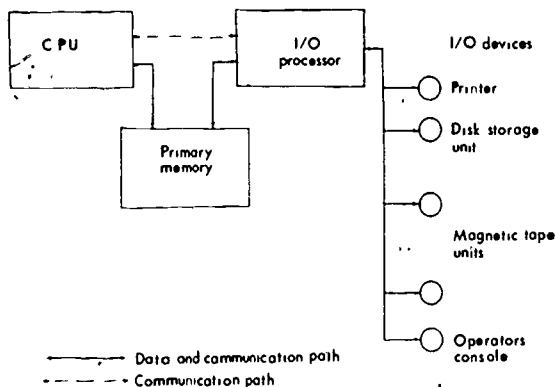 CPU
I/O
processor
I/O devices
Printer
Disk storage
unit
Primary
memory
Magnetic tape
units
Operators
console
Data and communication path
Communication path